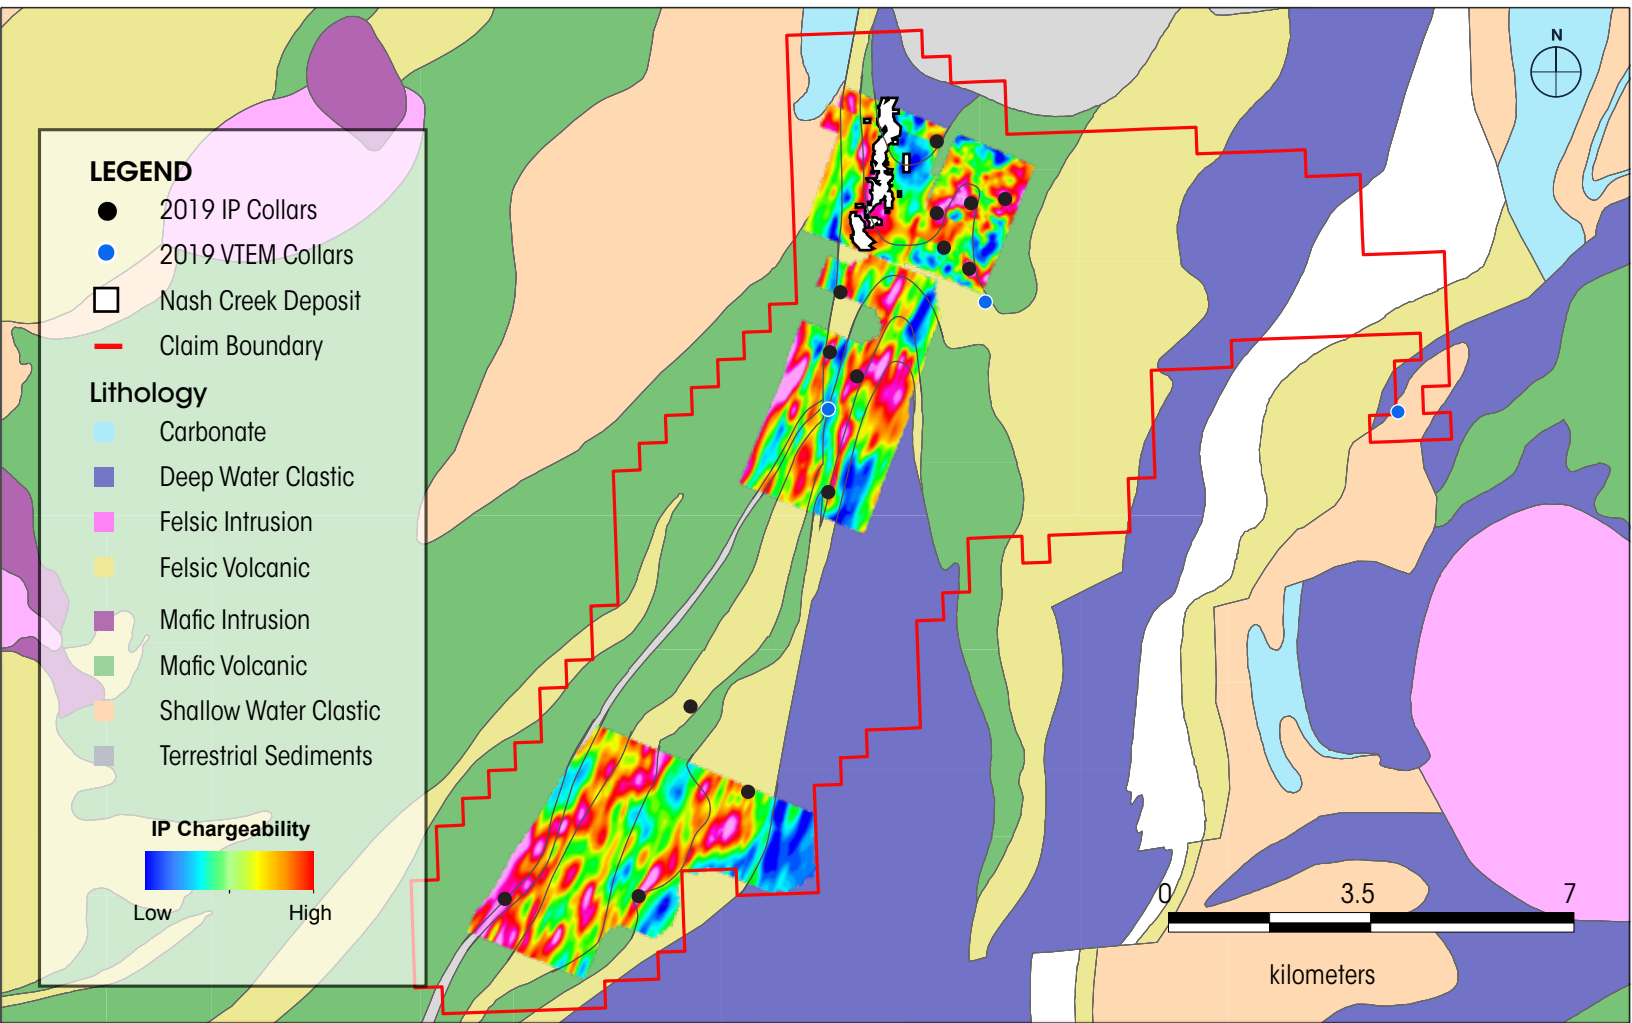 N
LEGEND
2019 IP Collars
2019 VTEM Collars
Nash Creek Deposit
Claim Boundary
Lithology
Carbonate
Deep Water Clastic
Felsic Intrusion
Felsic Volcanic
Mafic Intrusion
Mafic Volcanic
Shallow Water Clastic
Terrestrial Sediments
IP Chargeability
Low High
0 3.5 7
kilometers